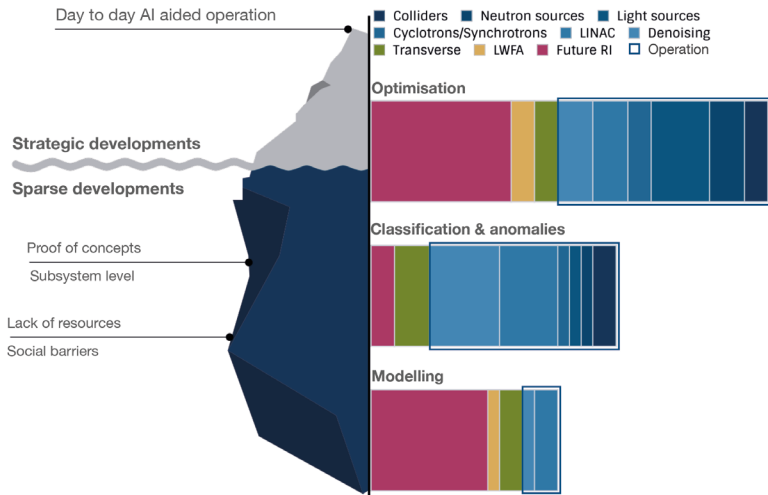 Day to day AI aided operation
Strategic developments
Sparse developments
Proof of concepts
Subsystem level
Lack of resources
Social barriers
Colliders Neutron sources Light sources
Cyclotrons/Synchrotrons LINAC Denoising
Transverse LWFA Future RI Operation
Optimisation
Classification & anomalies
Modelling